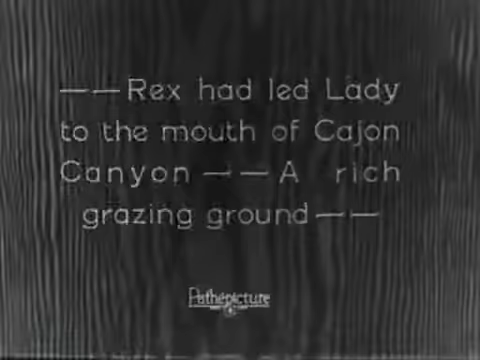 ——Rex had led Lady
to the mouth of Cajon
Canyon ——A rich
grazing ground——
Pathépicture